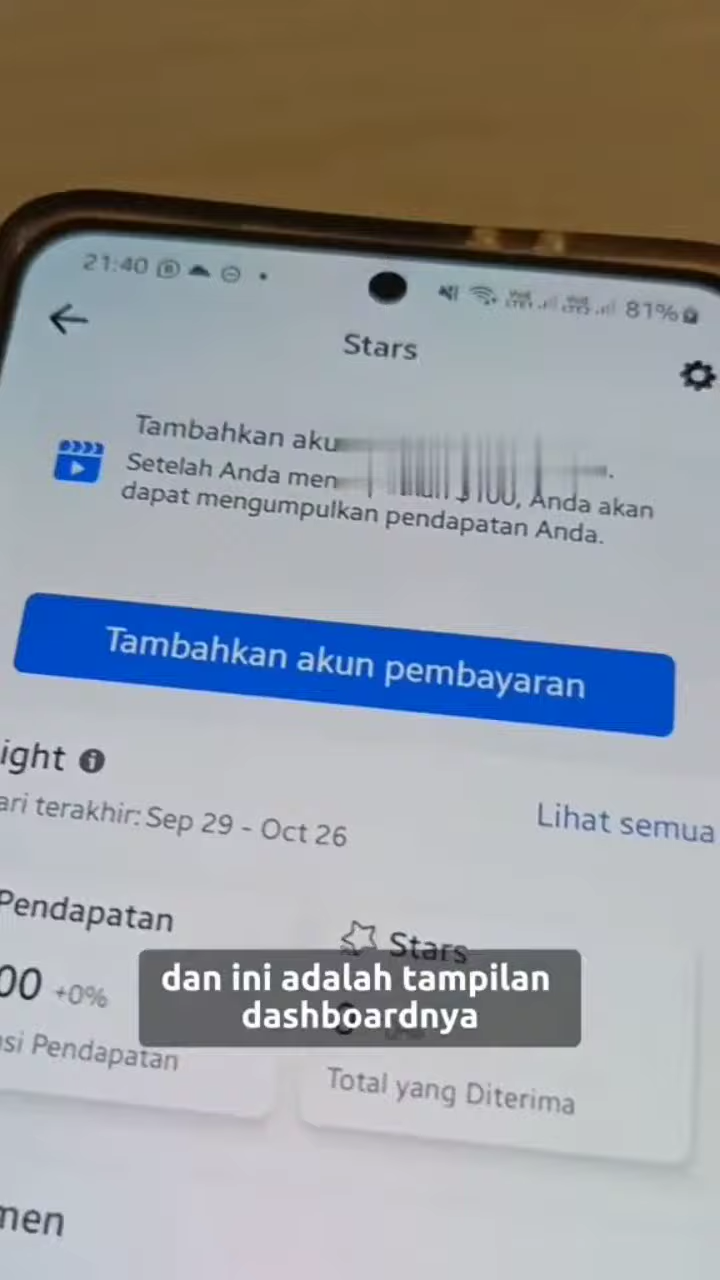 21:40
81%
Stars
Tambahkan aku
Setelah Anda men $100, Anda akan
dapat mengumpulkan pendapatan Anda.
Tambahkan akun pembayaran
ight
ari terakhir: Sep 29 - Oct 26
Lihat semua
Pendapatan
Stars
00 +0%
dan ini adalah tampilan
dashboardnya
si Pendapatan
Total yang Diterima
men